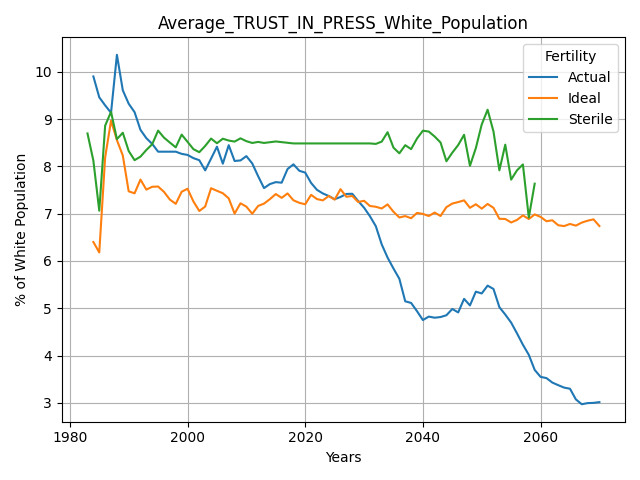 Average_TRUST_IN_PRESS_White_Population
Fertility
Actual
Ideal
Sterile
% of White Population
10
9
8
7
6
5
4
3
1980
2000
2020
2040
2060
Years